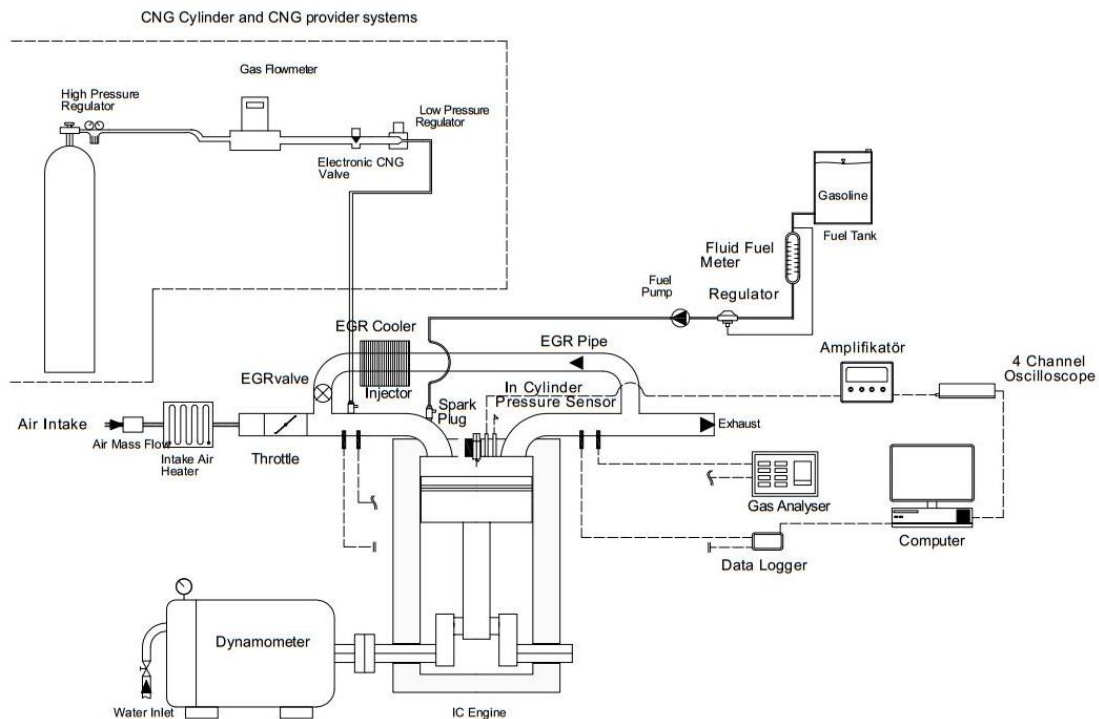 CNG Cylinder and CNG provider systems
Gas Flowmeter
High Pressure
Regulator
Low Pressure
Regulator
Electronic CNG
Valve
Gasoline
Fuel Tank
Fluid Fuel
Meter
Fuel
Pump
Regulator
EGR Cooler
EGR Pipe
Amplifikatör
4 Channel
Oscilloscope
EGRvalve
Injector
In Cylinder
Pressure Sensor
Spark
Plug
Air Intake
Air Mass Flow
Intake Air
Heater
Throttle
Exhaust
Gas Analyser
Computer
Data Logger
Dynamometer
Water Inlet
IC Engine